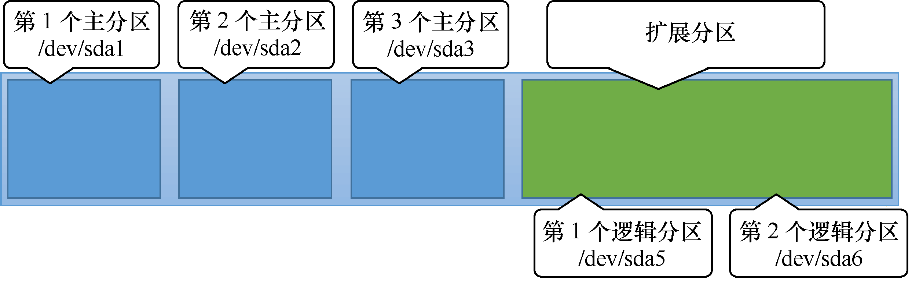 第 1 个主分区
/dev/sda1
第 2 个主分区
/dev/sda2
第 3 个主分区
/dev/sda3
扩展分区
第 1 个逻辑分区
/dev/sda5
第 2 个逻辑分区
/dev/sda6